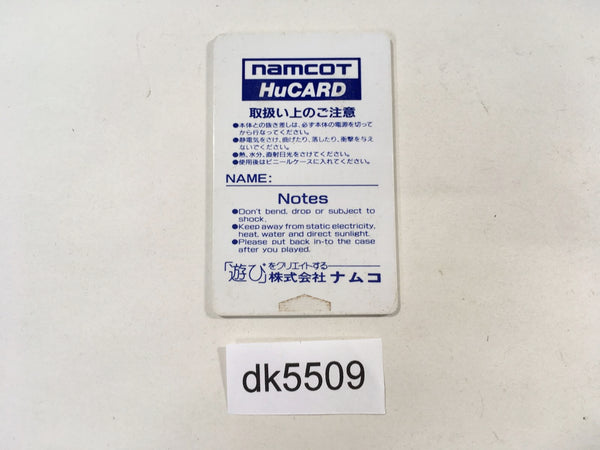 namcot
HuCARD
取扱い上のご注意
●本体との抜き差しは、必ず本体の電源を切って
から行なってください。
●静電気をさけ、曲げたり、落したり、衝撃を与え
ないでください。
●熱、水分、直射日光をさけてください。
●使用後はビニールケースに入れてください。
NAME:
Notes
●Don't bend, drop or subject to
shock.
●Keep away from static electricity,
heat, water and direct sunlight.
●Please put back in-to the case
after you played.
「遊び」をクリエイトする
株式会社 ナムコ
dk5509